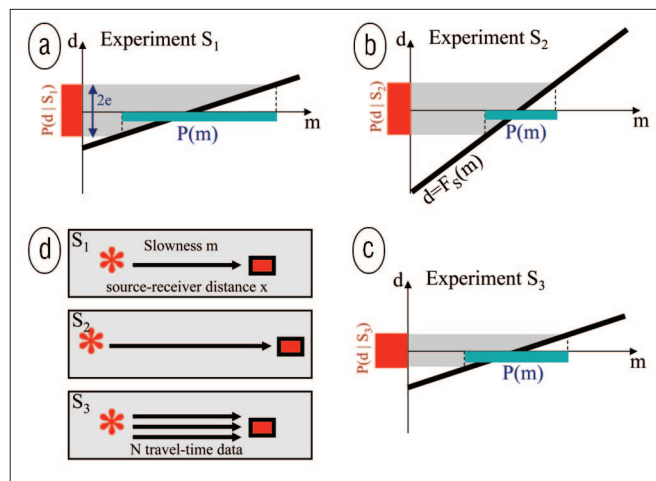 a
d
Experiment S₁
P(d | S₁)
2e
m
P(m)
b
d
Experiment S₂
P(d | S₂)
m
P(m)
d=Fₛ(m)
d
S₁
Slowness m
source-receiver distance x
S₂
S₃
N travel-time data
c
d
Experiment S₃
P(d | S₃)
m
P(m)